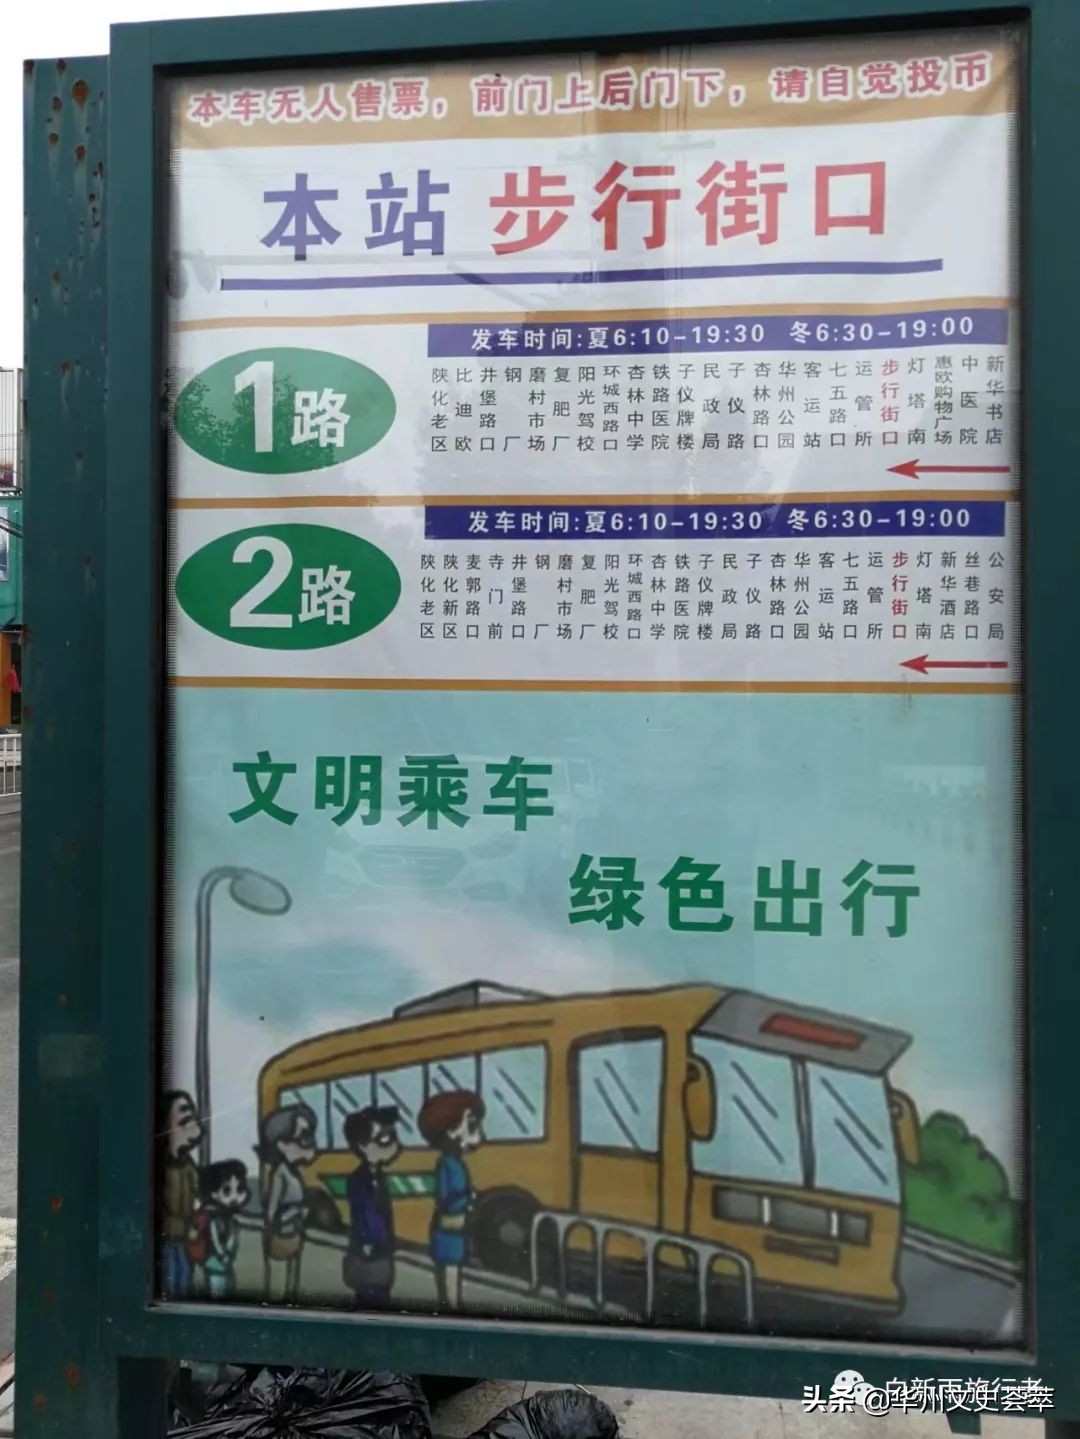 本车无人售票，前门上后门下，请自觉投币
本站 步行街口
1路
发车时间:夏6:10-19:30 冬6:30-19:00
陕化老区
比迪欧
井堡路口
钢厂
磨村市场
复肥厂
阳光驾校
环城西路口
杏林中学
铁路医院
子仪牌楼
民政局
子仪路
杏林路口
华州公园
客运站
七五路口
运管所
步行街口
灯塔南
惠欧购物广场
中医院
新华书店
2路
发车时间:夏6:10-19:30 冬6:30-19:00
陕化老区
陕化新区
麦郭路口
寺门前
井堡路口
钢厂
磨村市场
复肥厂
阳光驾校
环城西路口
杏林中学
铁路医院
子仪牌楼
民政局
子仪路
杏林路口
华州公园
客运站
七五路口
运管所
步行街口
灯塔南
新华酒店
丝巷路口
公安局
文明乘车
绿色出行
白新雨旅行者
头条 @华州文史荟萃